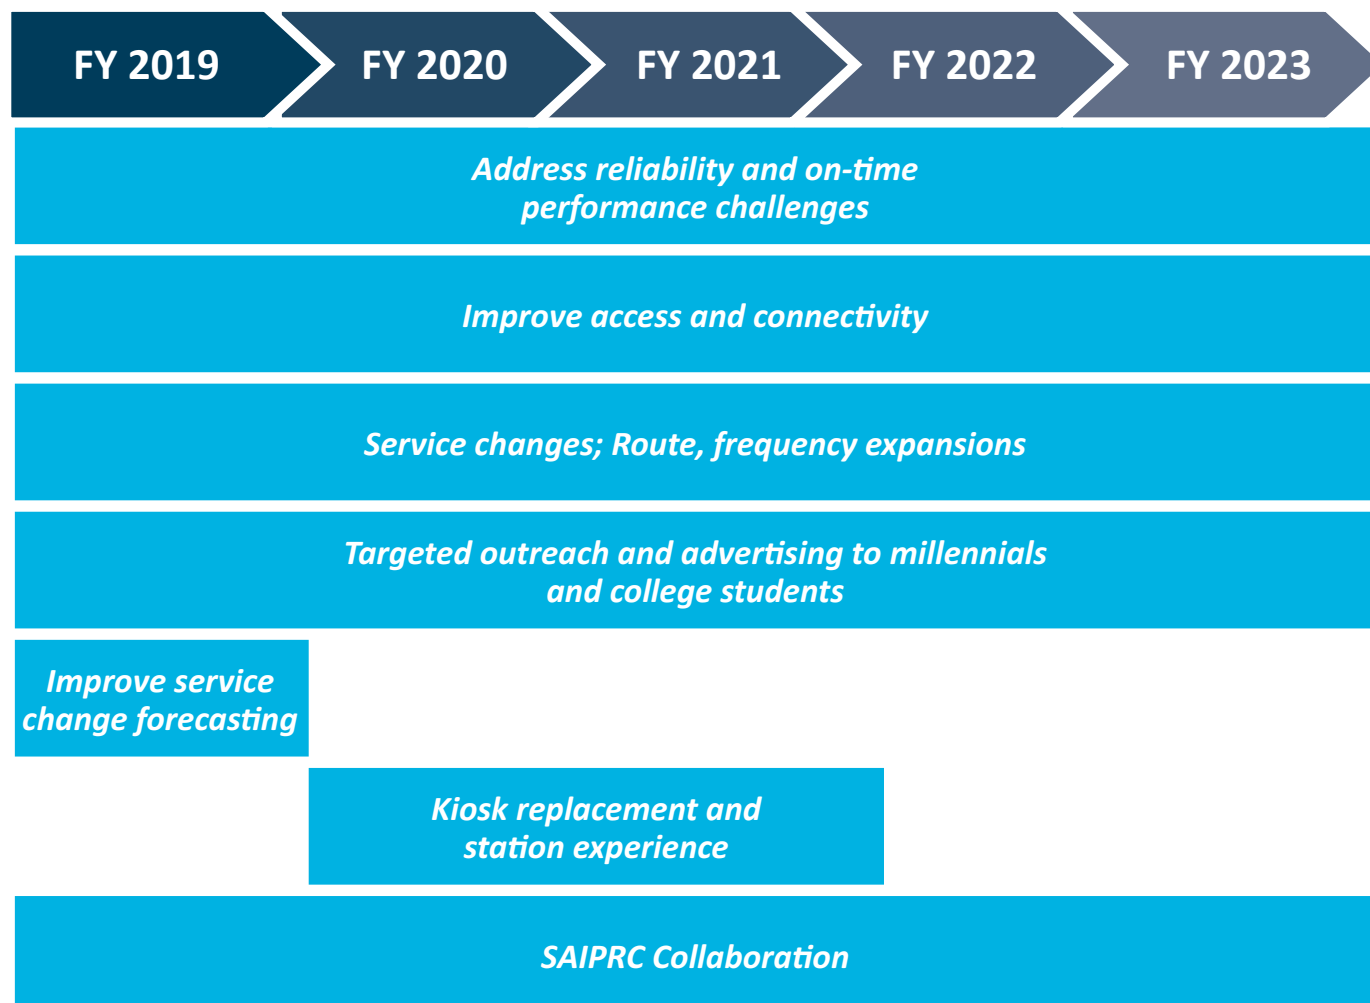 FY 2019 FY 2020 FY 2021 FY 2022 FY 2023
Address reliability and on-time
performance challenges
Improve access and connectivity
Service changes; Route, frequency expansions
Targeted outreach and advertising to millennials
and college students
Improve service
change forecasting
Kiosk replacement and
station experience
SAIPRC Collaboration